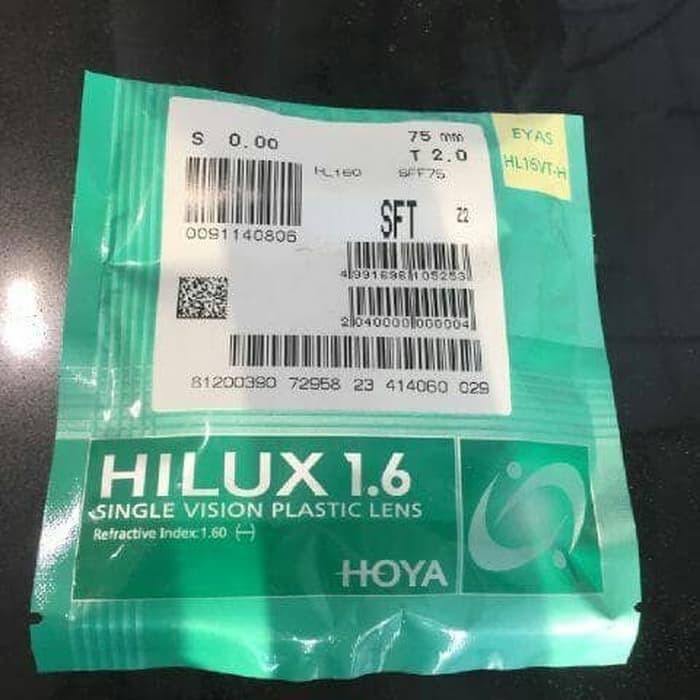 S 0.00
75 mm
T 2.0
HL160
SFF75
EYAS
HL16VT-H
SFT
22
0091140806
4991698105253
2040000000004
81200390 72958 23 414060 029
HILUX 1.6
SINGLE VISION PLASTIC LENS
Refractive Index:1.60 (—)
HOYA